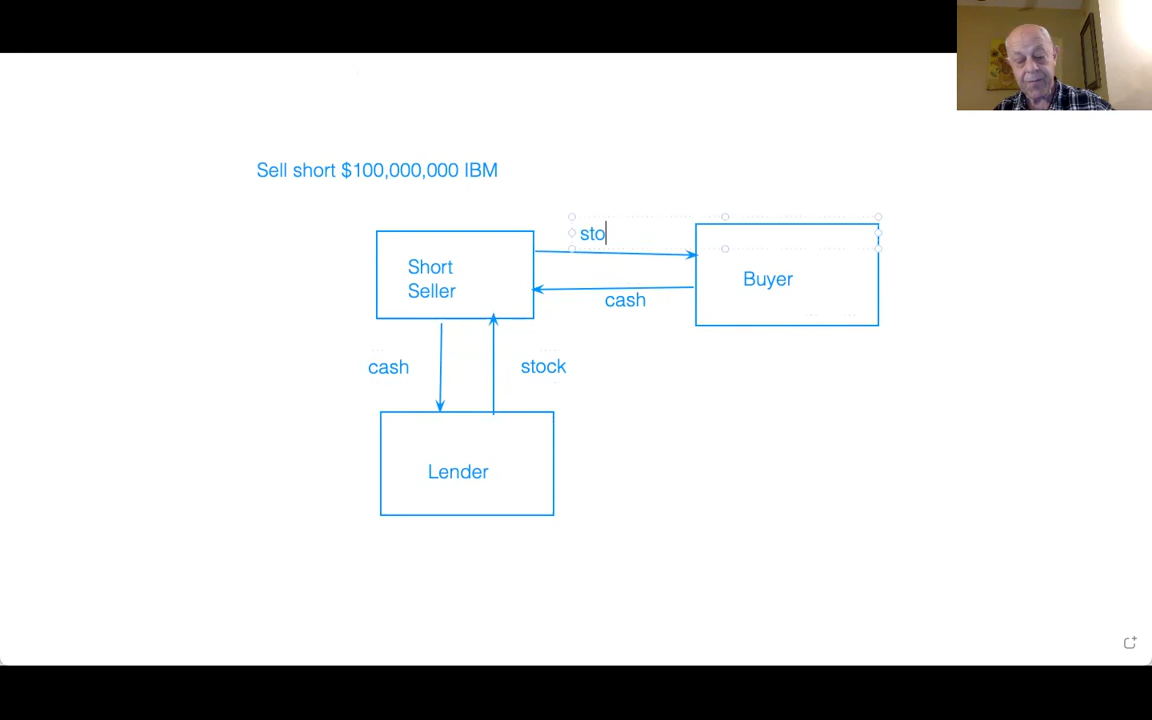 Sell short $100,000,000 IBM
sto
Short
Seller
Buyer
cash
cash
stock
Lender